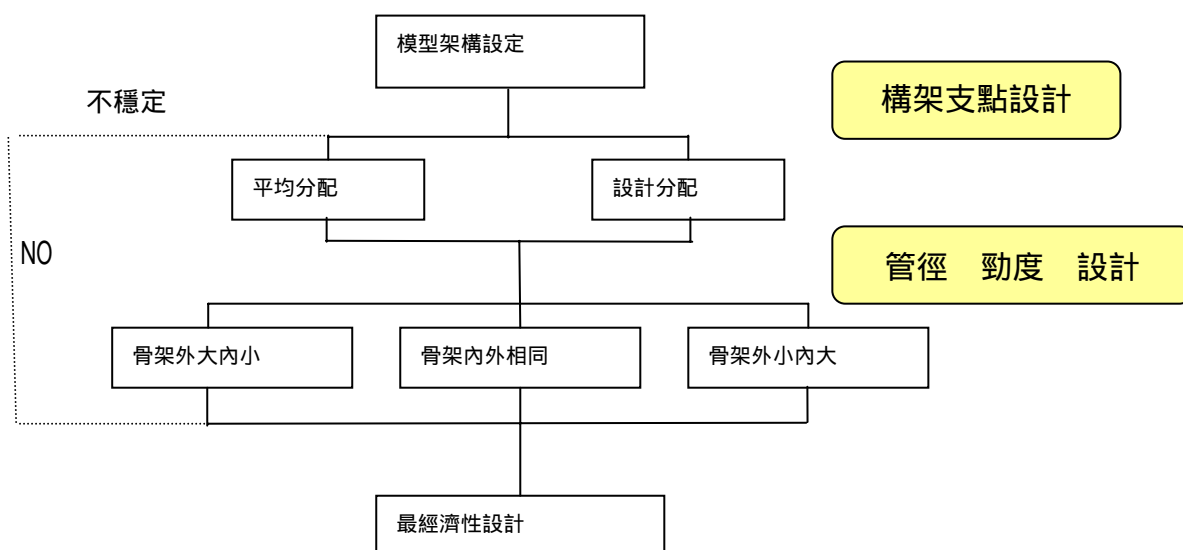 模型架構設定
不穩定
構架支點設計
平均分配
設計分配
NO
管徑　勁度　設計
骨架外大內小
骨架內外相同
骨架外小內大
最經濟性設計